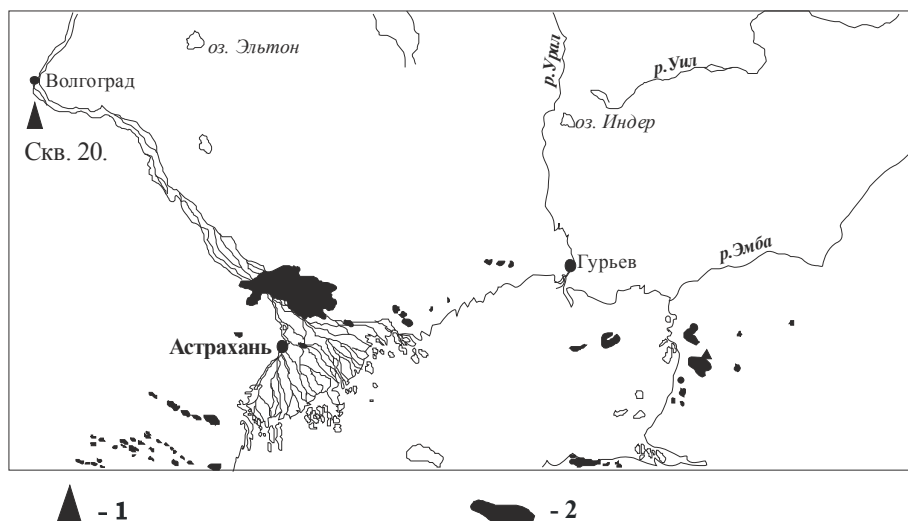 оз. Эльтон
Волгоград
р.Урал
р.Уил
оз. Индер
Скв. 20.
р.Эмба
Гурьев
Астрахань
- 1
- 2